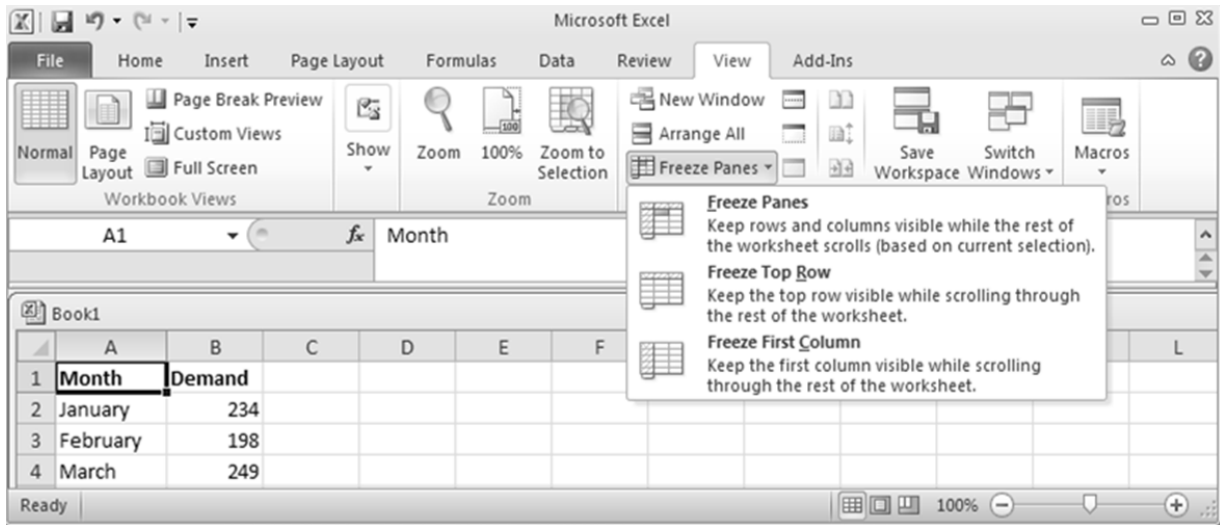 Microsoft Excel
File Home Insert Page Layout Formulas Data Review View Add-Ins
Normal
Page Layout
Page Break Preview
Custom Views
Full Screen
Workbook Views
Show
Zoom
100%
Zoom to Selection
Zoom
New Window
Arrange All
Freeze Panes
Save Workspace
Switch Windows
Macros
ros
Freeze Panes
Keep rows and columns visible while the rest of
the worksheet scrolls (based on current selection).
Freeze Top Row
Keep the top row visible while scrolling through
the rest of the worksheet.
Freeze First Column
Keep the first column visible while scrolling
through the rest of the worksheet.
A1 fx Month
Book1
A B C D E F L
1 Month Demand
2 January 234
3 February 198
4 March 249
Ready 100%